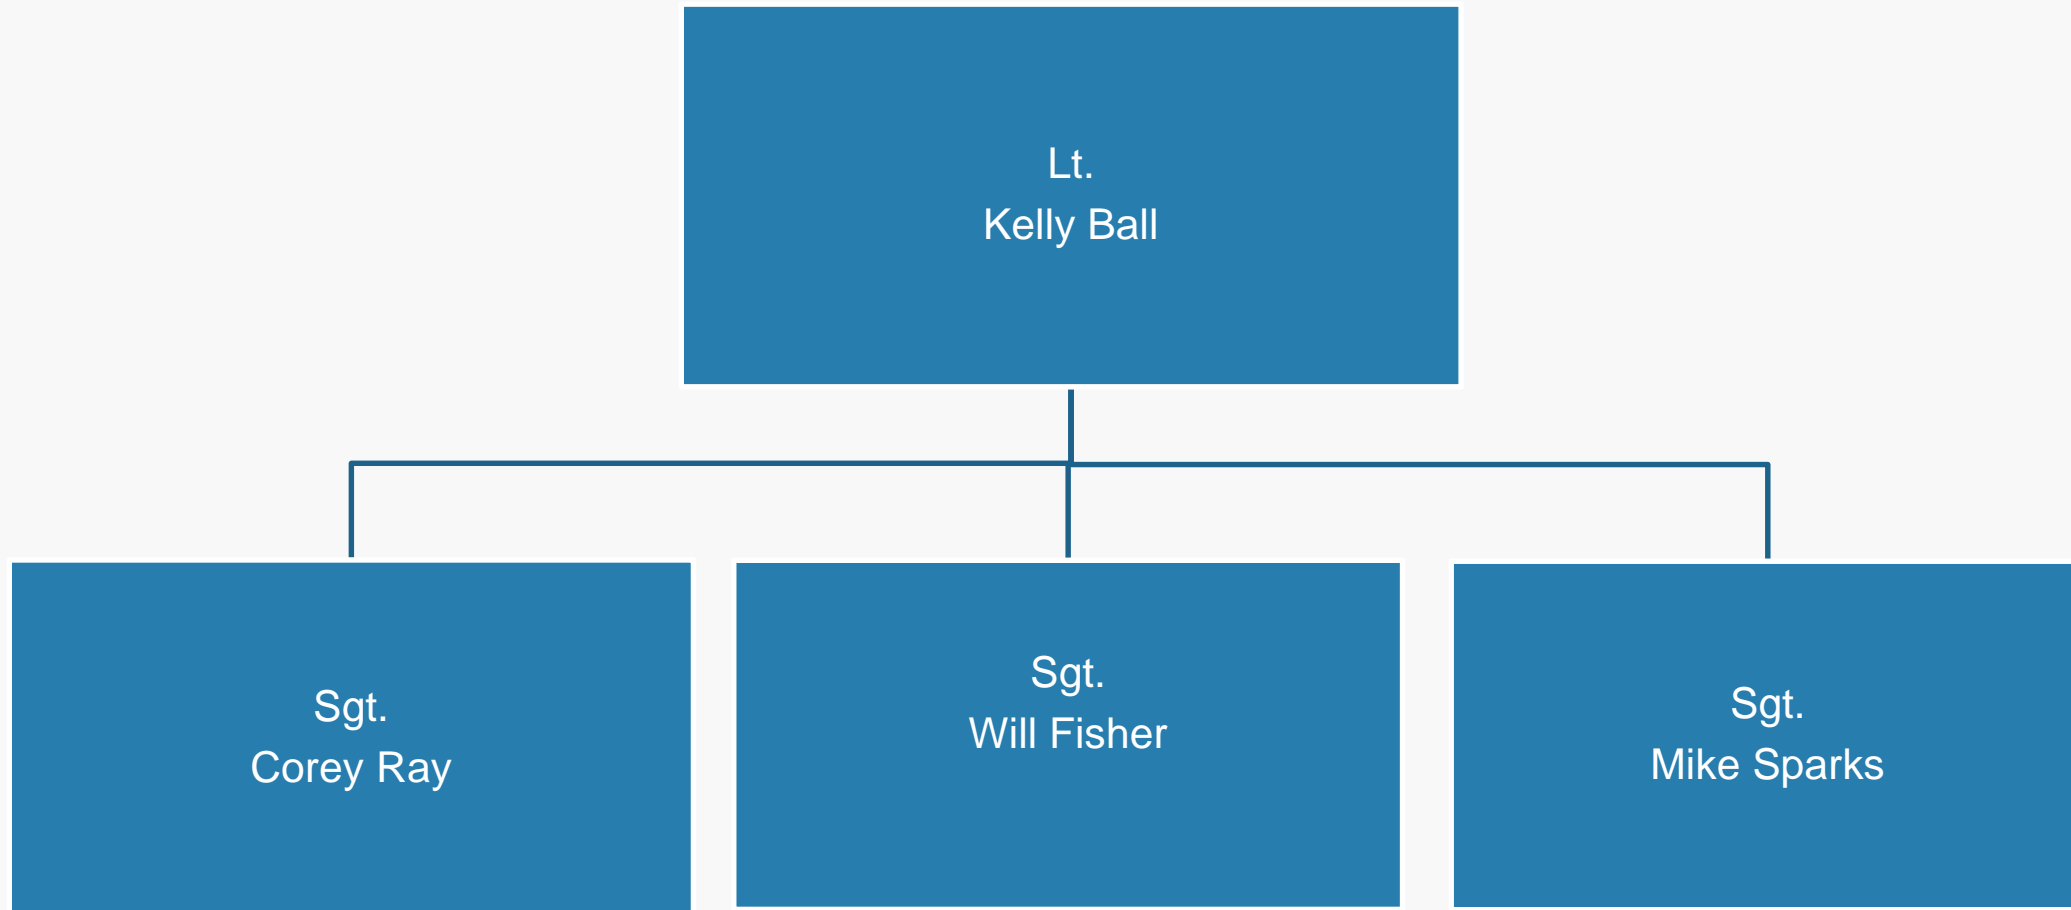 Lt.
Kelly Ball
Sgt.
Corey Ray
Sgt.
Will Fisher
Sgt.
Mike Sparks